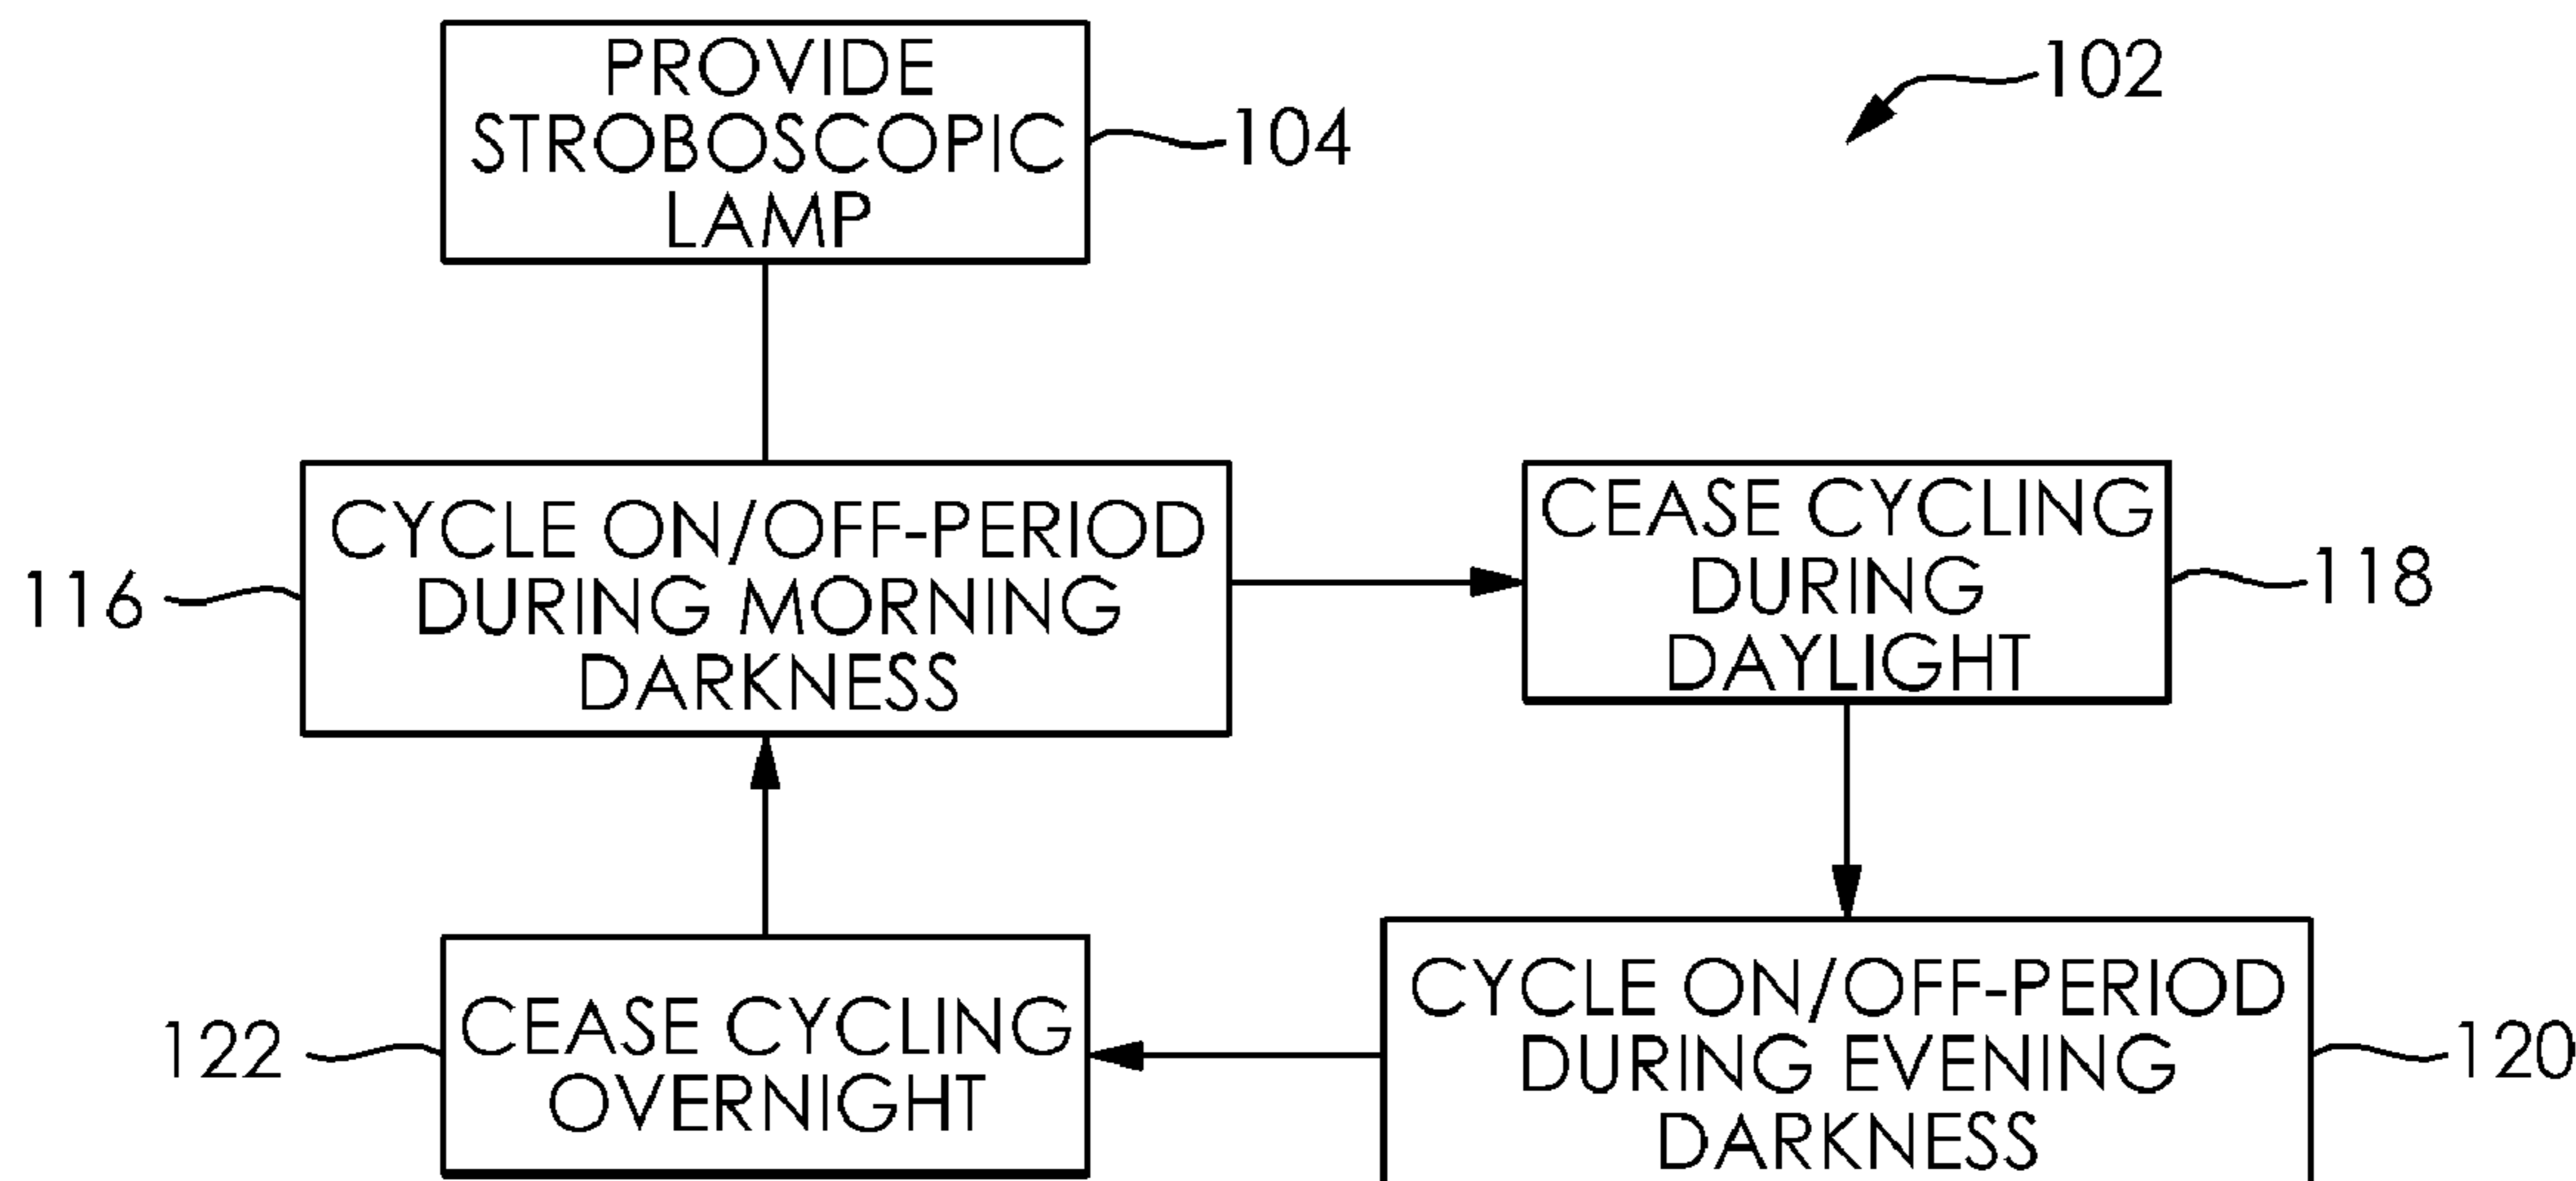 PROVIDE
STROBOSCOPIC
LAMP
104
102
CYCLE ON/OFF-PERIOD
DURING MORNING
DARKNESS
116
CEASE CYCLING
DURING
DAYLIGHT
118
CEASE CYCLING
OVERNIGHT
122
CYCLE ON/OFF-PERIOD
DURING EVENING
DARKNESS
120